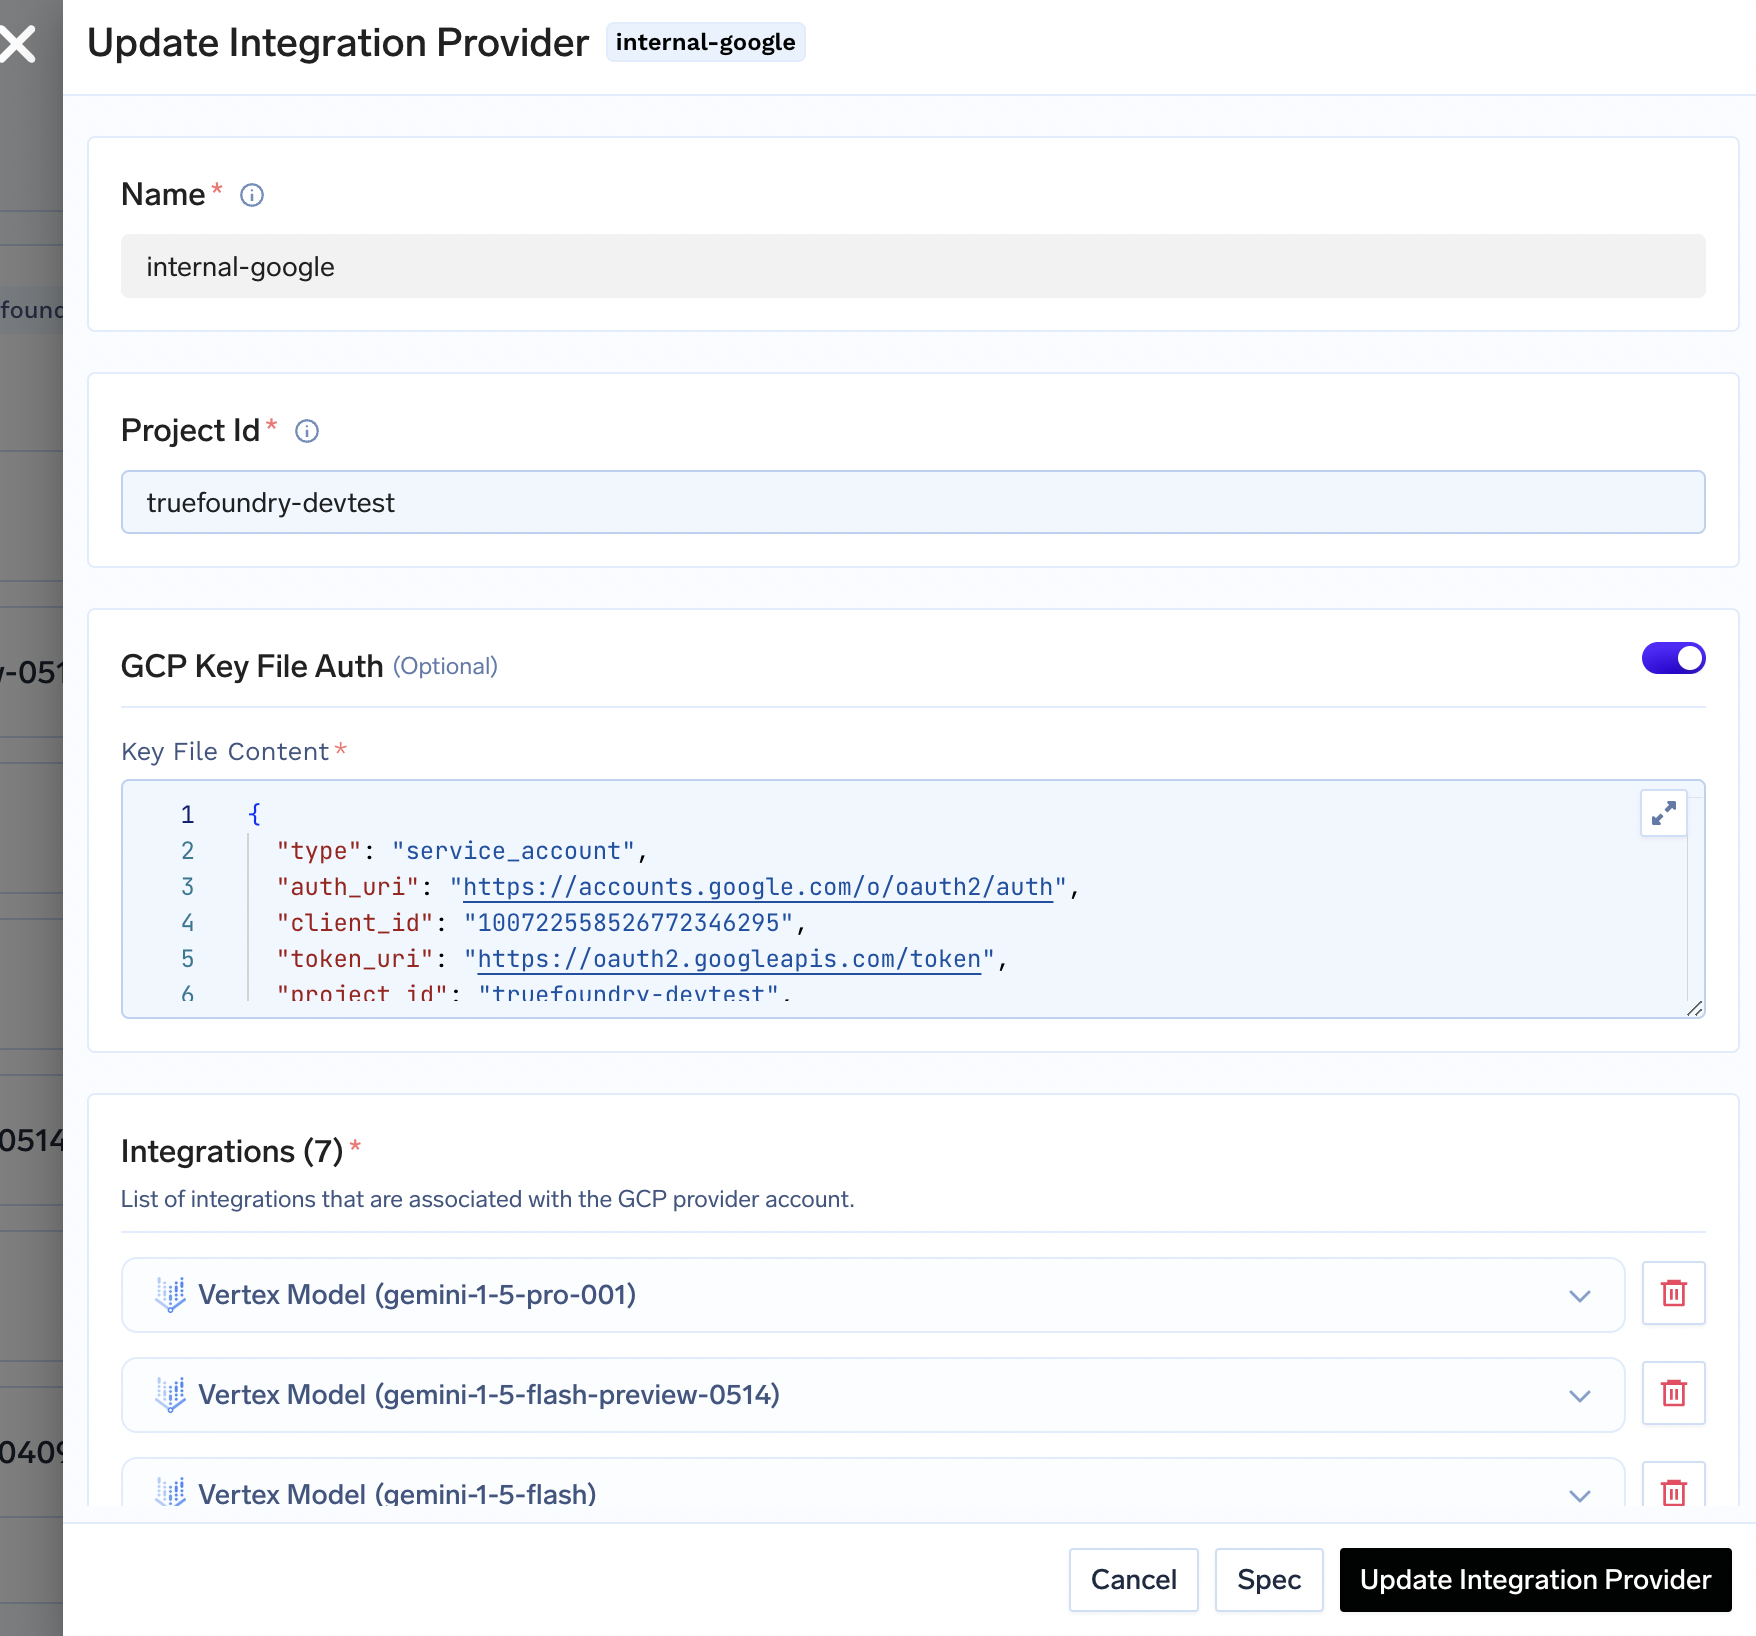 Update Integration Provider internal-google
Name *
internal-google
Project Id *
truefoundry-devtest
GCP Key File Auth (Optional)
Key File Content *
1 {
2 "type": "service_account",
3 "auth_uri": "https://accounts.google.com/o/oauth2/auth",
4 "client_id": "100722558526772346295",
5 "token_uri": "https://oauth2.googleapis.com/token",
6 "project_id": "truefoundry-devtest",
Integrations (7) *
List of integrations that are associated with the GCP provider account.
Vertex Model (gemini-1-5-pro-001)
Vertex Model (gemini-1-5-flash-preview-0514)
Vertex Model (gemini-1-5-flash)
Cancel Spec Update Integration Provider